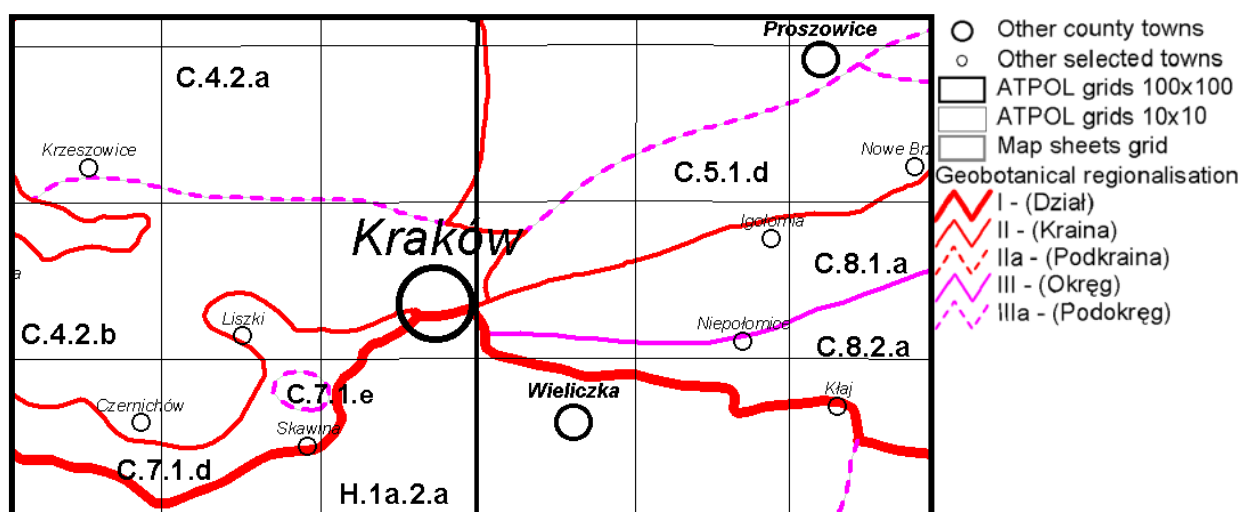 Proszowice
C.4.2.a
Krzeszowice
Nowe Brz
C.5.1.d
Kraków
Igołomia
a
C.8.1.a
C.4.2.b
Liszki
Niepołomice
C.8.2.a
C.7.1.e
Wieliczka
Kłaj
Czernichów
Skawina
C.7.1.d
H.1a.2.a
Other county towns
Other selected towns
ATPOL grids 100x100
ATPOL grids 10x10
Map sheets grid
Geobotanical regionalisation
I - (Dział)
II - (Kraina)
IIa - (Podkraina)
III - (Okręg)
IIIa - (Podokręg)